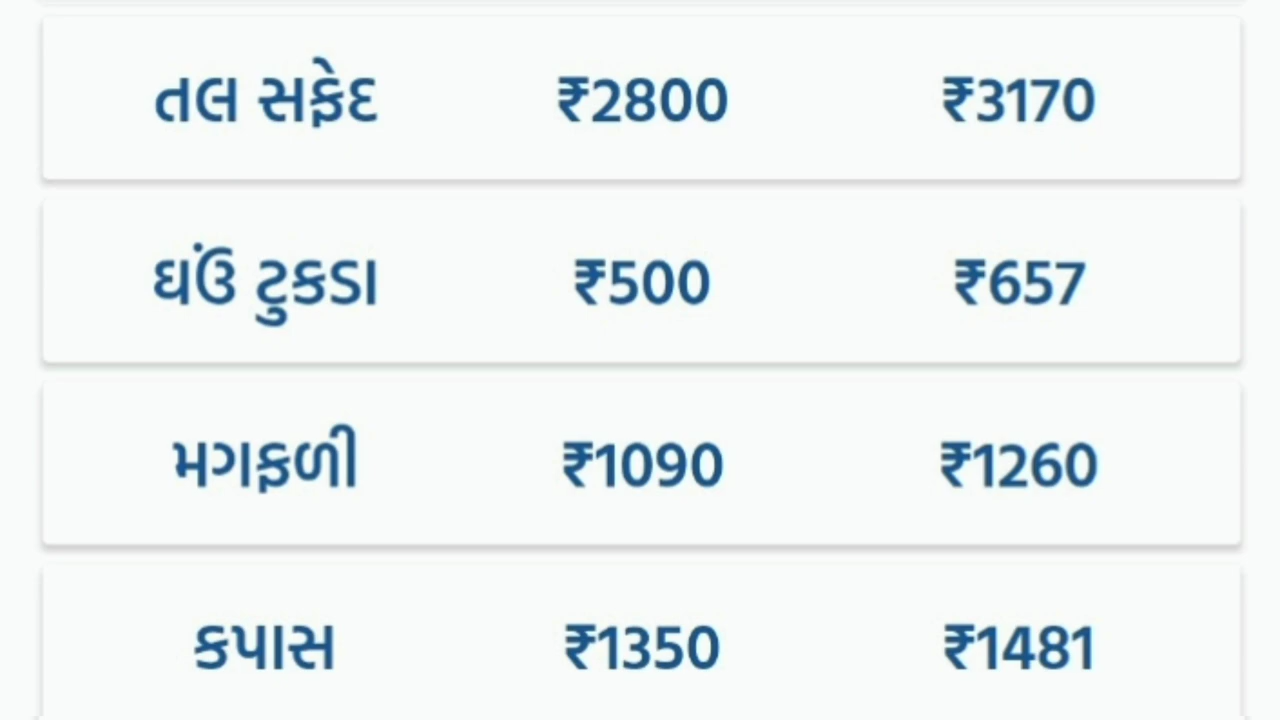 તલ સફેદ ₹2800 ₹3170
ઘઉં ટુકડા ₹500 ₹657
મગફળી ₹1090 ₹1260
કપાસ ₹1350 ₹1481